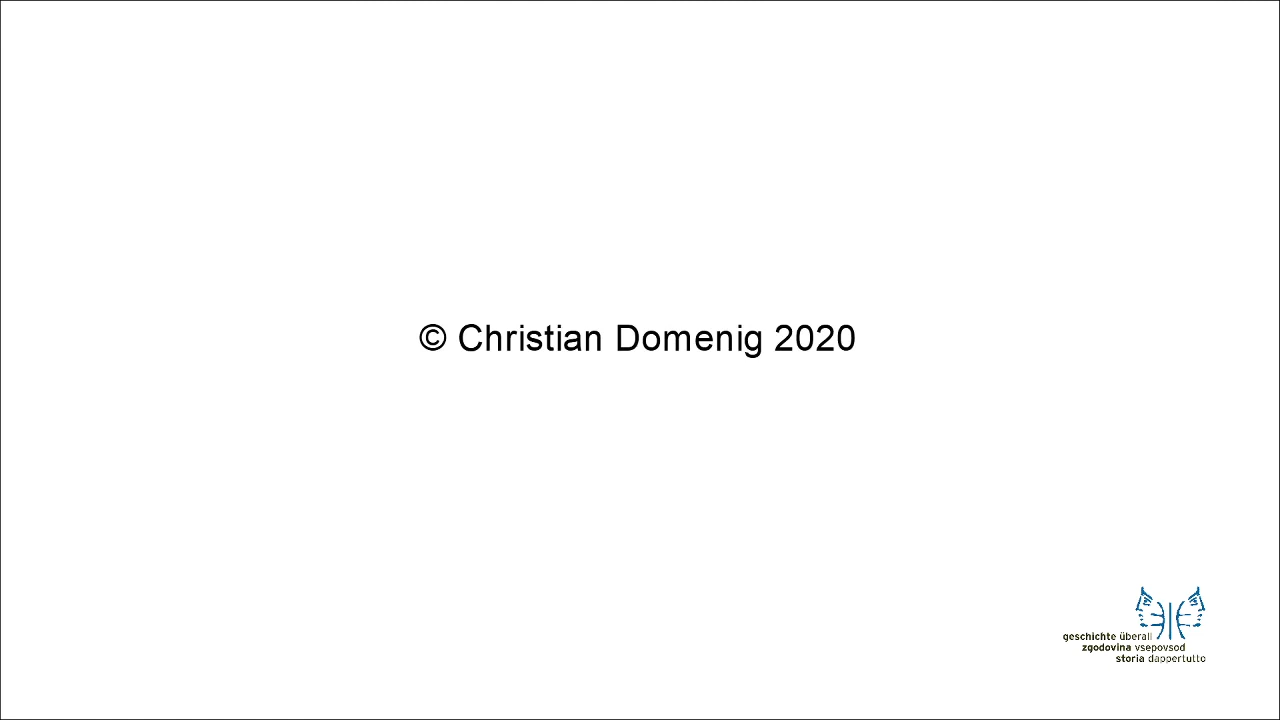 © Christian Domenig 2020
geschichte überall
zgodovina vsepovsod
storia dappertutto